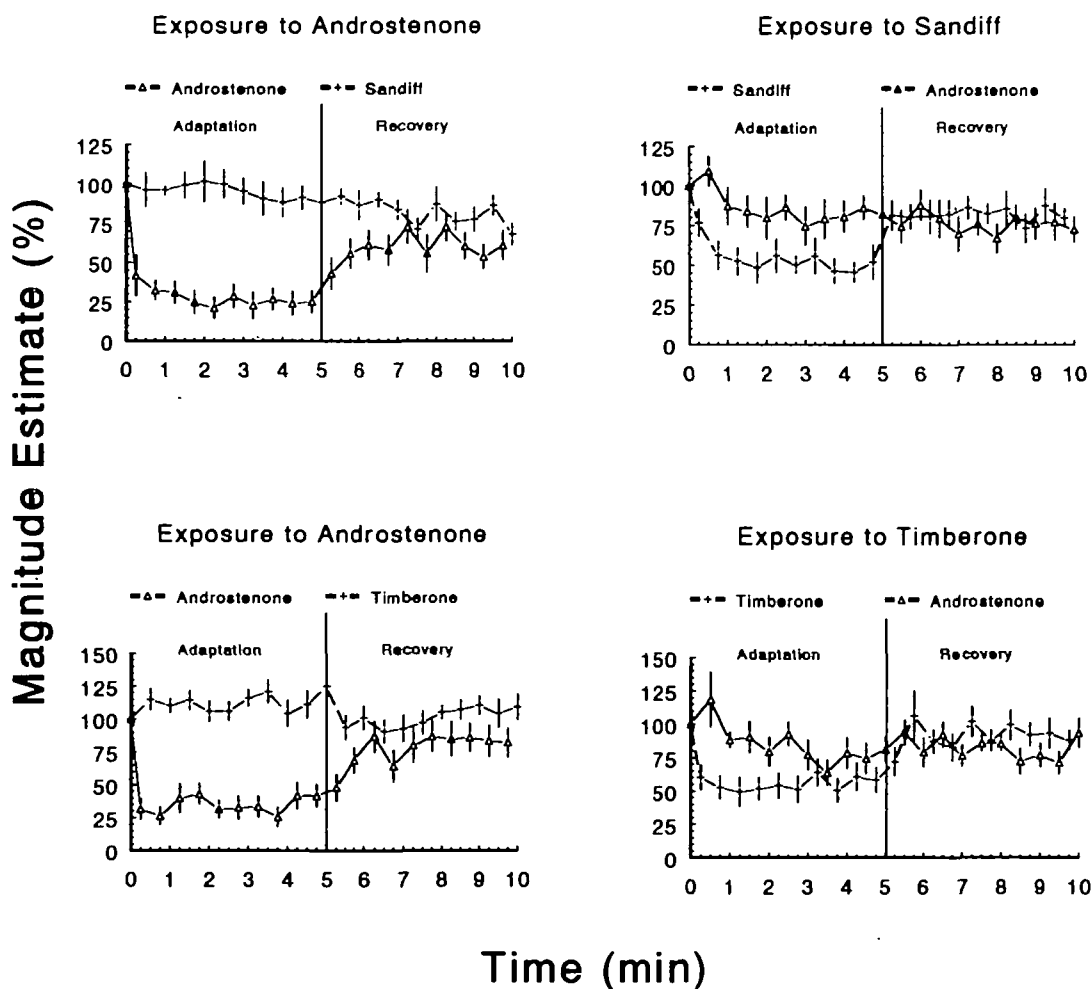 Exposure to Androstenone
Androstenone Sandiff
Adaptation Recovery
125
100
75
50
25
0
0 1 2 3 4 5 6 7 8 9 10
Exposure to Sandiff
Sandiff Androstenone
Adaptation Recovery
125
100
75
50
25
0
0 1 2 3 4 5 6 7 8 9 10
Magnitude Estimate (%)
Exposure to Androstenone
Androstenone Timberone
Adaptation Recovery
150
125
100
75
50
25
0
0 1 2 3 4 5 6 7 8 9 10
Exposure to Timberone
Timberone Androstenone
Adaptation Recovery
150
125
100
75
50
25
0
0 1 2 3 4 5 6 7 8 9 10
Time (min)